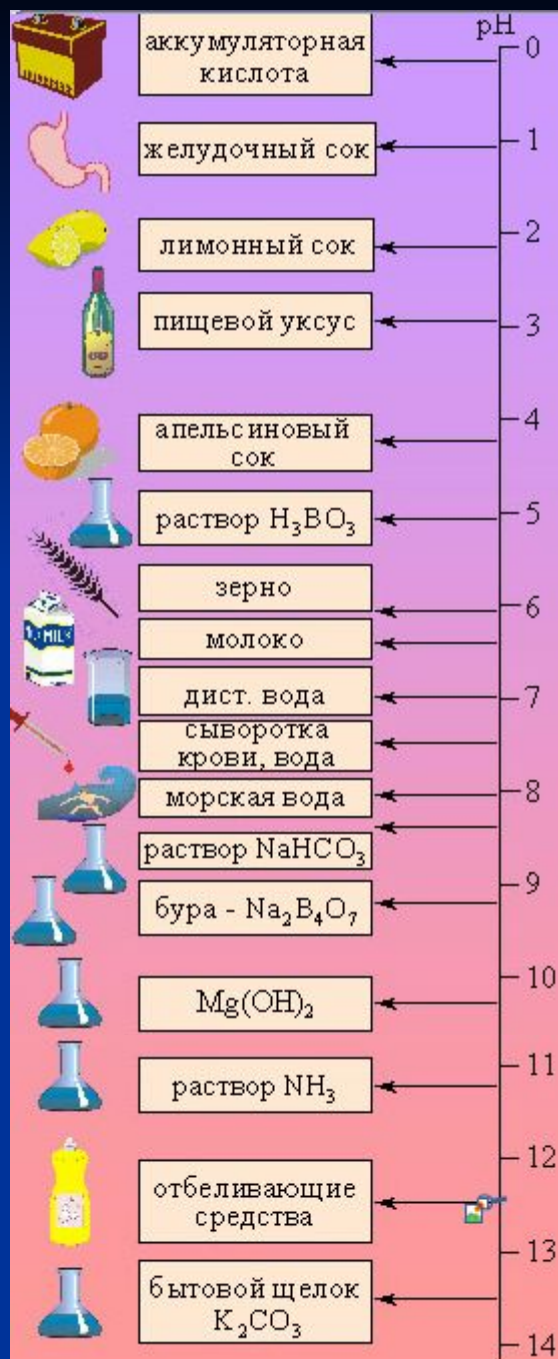 pH
0
аккумуляторная
кислота
1
желудочный сок
2
лимонный сок
3
пищевой уксус
4
апельсиновый
сок
5
раствор H₃BO₃
зерно
6
MILK
молоко
7
дист. вода
сыворотка
крови, вода
8
морская вода
раствор NaHCO₃
9
бура - Na₂B₄O₇
10
Mg(OH)₂
11
раствор NH₃
12
отбеливающие
средства
13
бытовой щелок
K₂CO₃
14